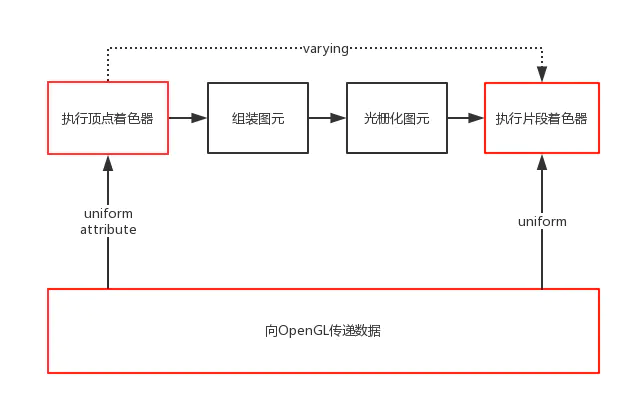 varying
执行顶点着色器
组装图元
光栅化图元
执行片段着色器
uniform
attribute
uniform
向OpenGL传递数据